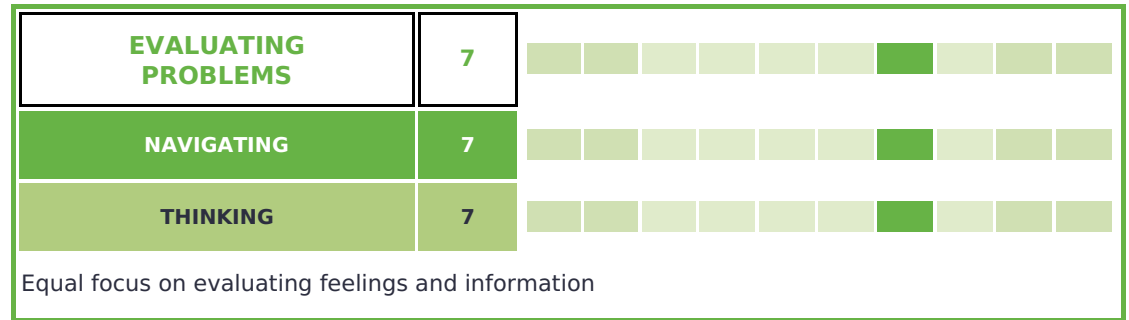 EVALUATING
PROBLEMS
7
NAVIGATING
7
THINKING
7
Equal focus on evaluating feelings and information